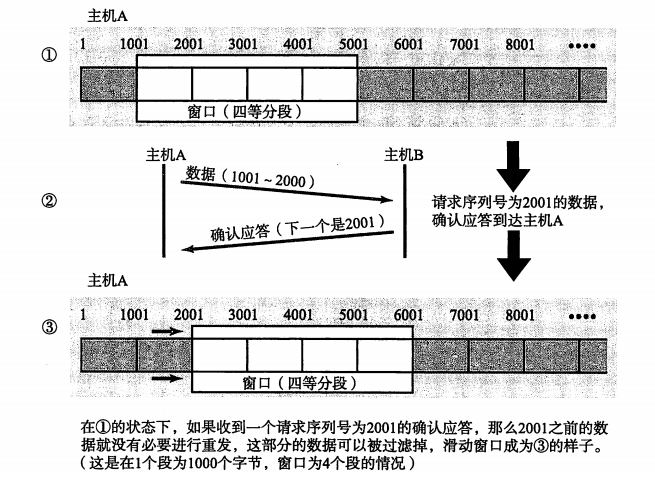 主机A
① 1 1001 2001 3001 4001 5001 6001 7001 8001 ••••
窗口（四等分段）
主机A 主机B
② 数据（1001～2000）
确认应答（下一个是2001）
请求序列号为2001的数据，
确认应答到达主机A
主机A
③ 1 1001 2001 3001 4001 5001 6001 7001 8001 ••••
窗口（四等分段）
在①的状态下，如果收到一个请求序列号为2001的确认应答，那么2001之前的数
据就没有必要进行重发，这部分的数据可以被过滤掉，滑动窗口成为③的样子。
（这是在1个段为1000个字节，窗口为4个段的情况）